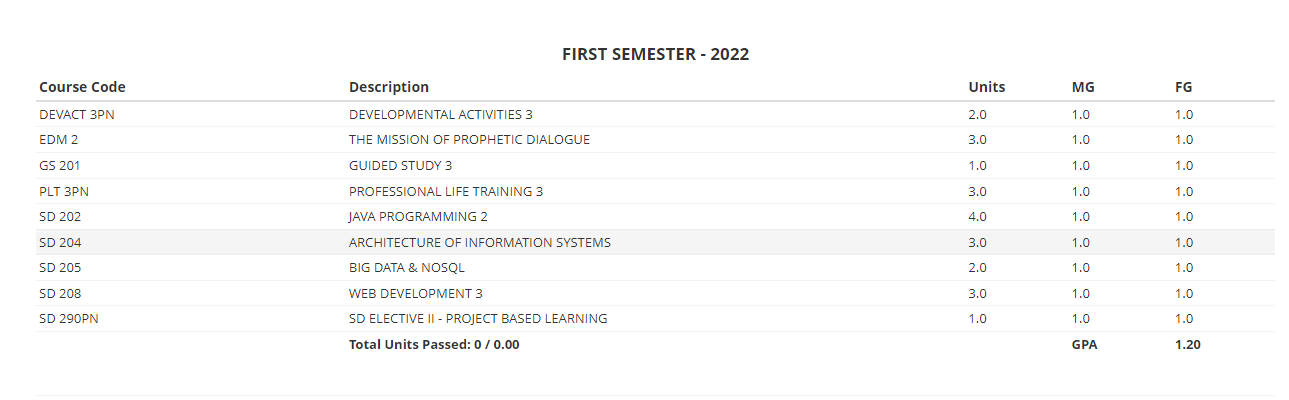 FIRST SEMESTER - 2022
Course Code Description Units MG FG
DEVACT 3PN DEVELOPMENTAL ACTIVITIES 3 2.0 1.0 1.0
EDM 2 THE MISSION OF PROPHETIC DIALOGUE 3.0 1.0 1.0
GS 201 GUIDED STUDY 3 1.0 1.0 1.0
PLT 3PN PROFESSIONAL LIFE TRAINING 3 3.0 1.0 1.0
SD 202 JAVA PROGRAMMING 2 4.0 1.0 1.0
SD 204 ARCHITECTURE OF INFORMATION SYSTEMS 3.0 1.0 1.0
SD 205 BIG DATA & NOSQL 2.0 1.0 1.0
SD 208 WEB DEVELOPMENT 3 3.0 1.0 1.0
SD 290PN SD ELECTIVE II - PROJECT BASED LEARNING 1.0 1.0 1.0
Total Units Passed: 0 / 0.00 GPA 1.20